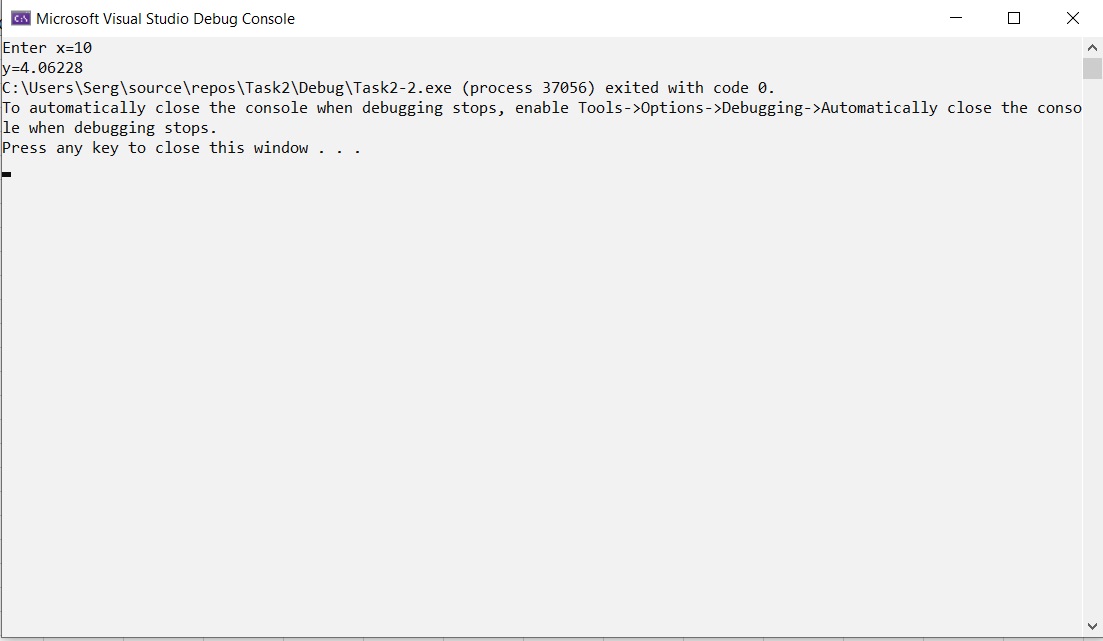 Microsoft Visual Studio Debug Console
Enter x=10
y=4.06228
C:\Users\Serg\source\repos\Task2\Debug\Task2-2.exe (process 37056) exited with code 0.
To automatically close the console when debugging stops, enable Tools->Options->Debugging->Automatically close the conso
le when debugging stops.
Press any key to close this window . . .